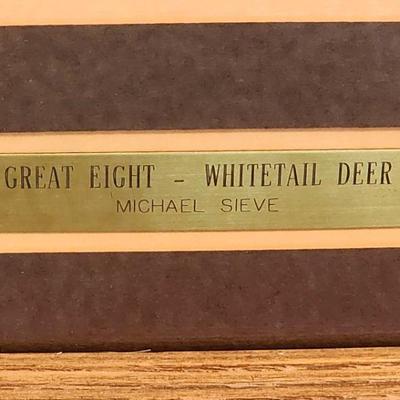 GREAT EIGHT - WHITETAIL DEER
MICHAEL SIEVE